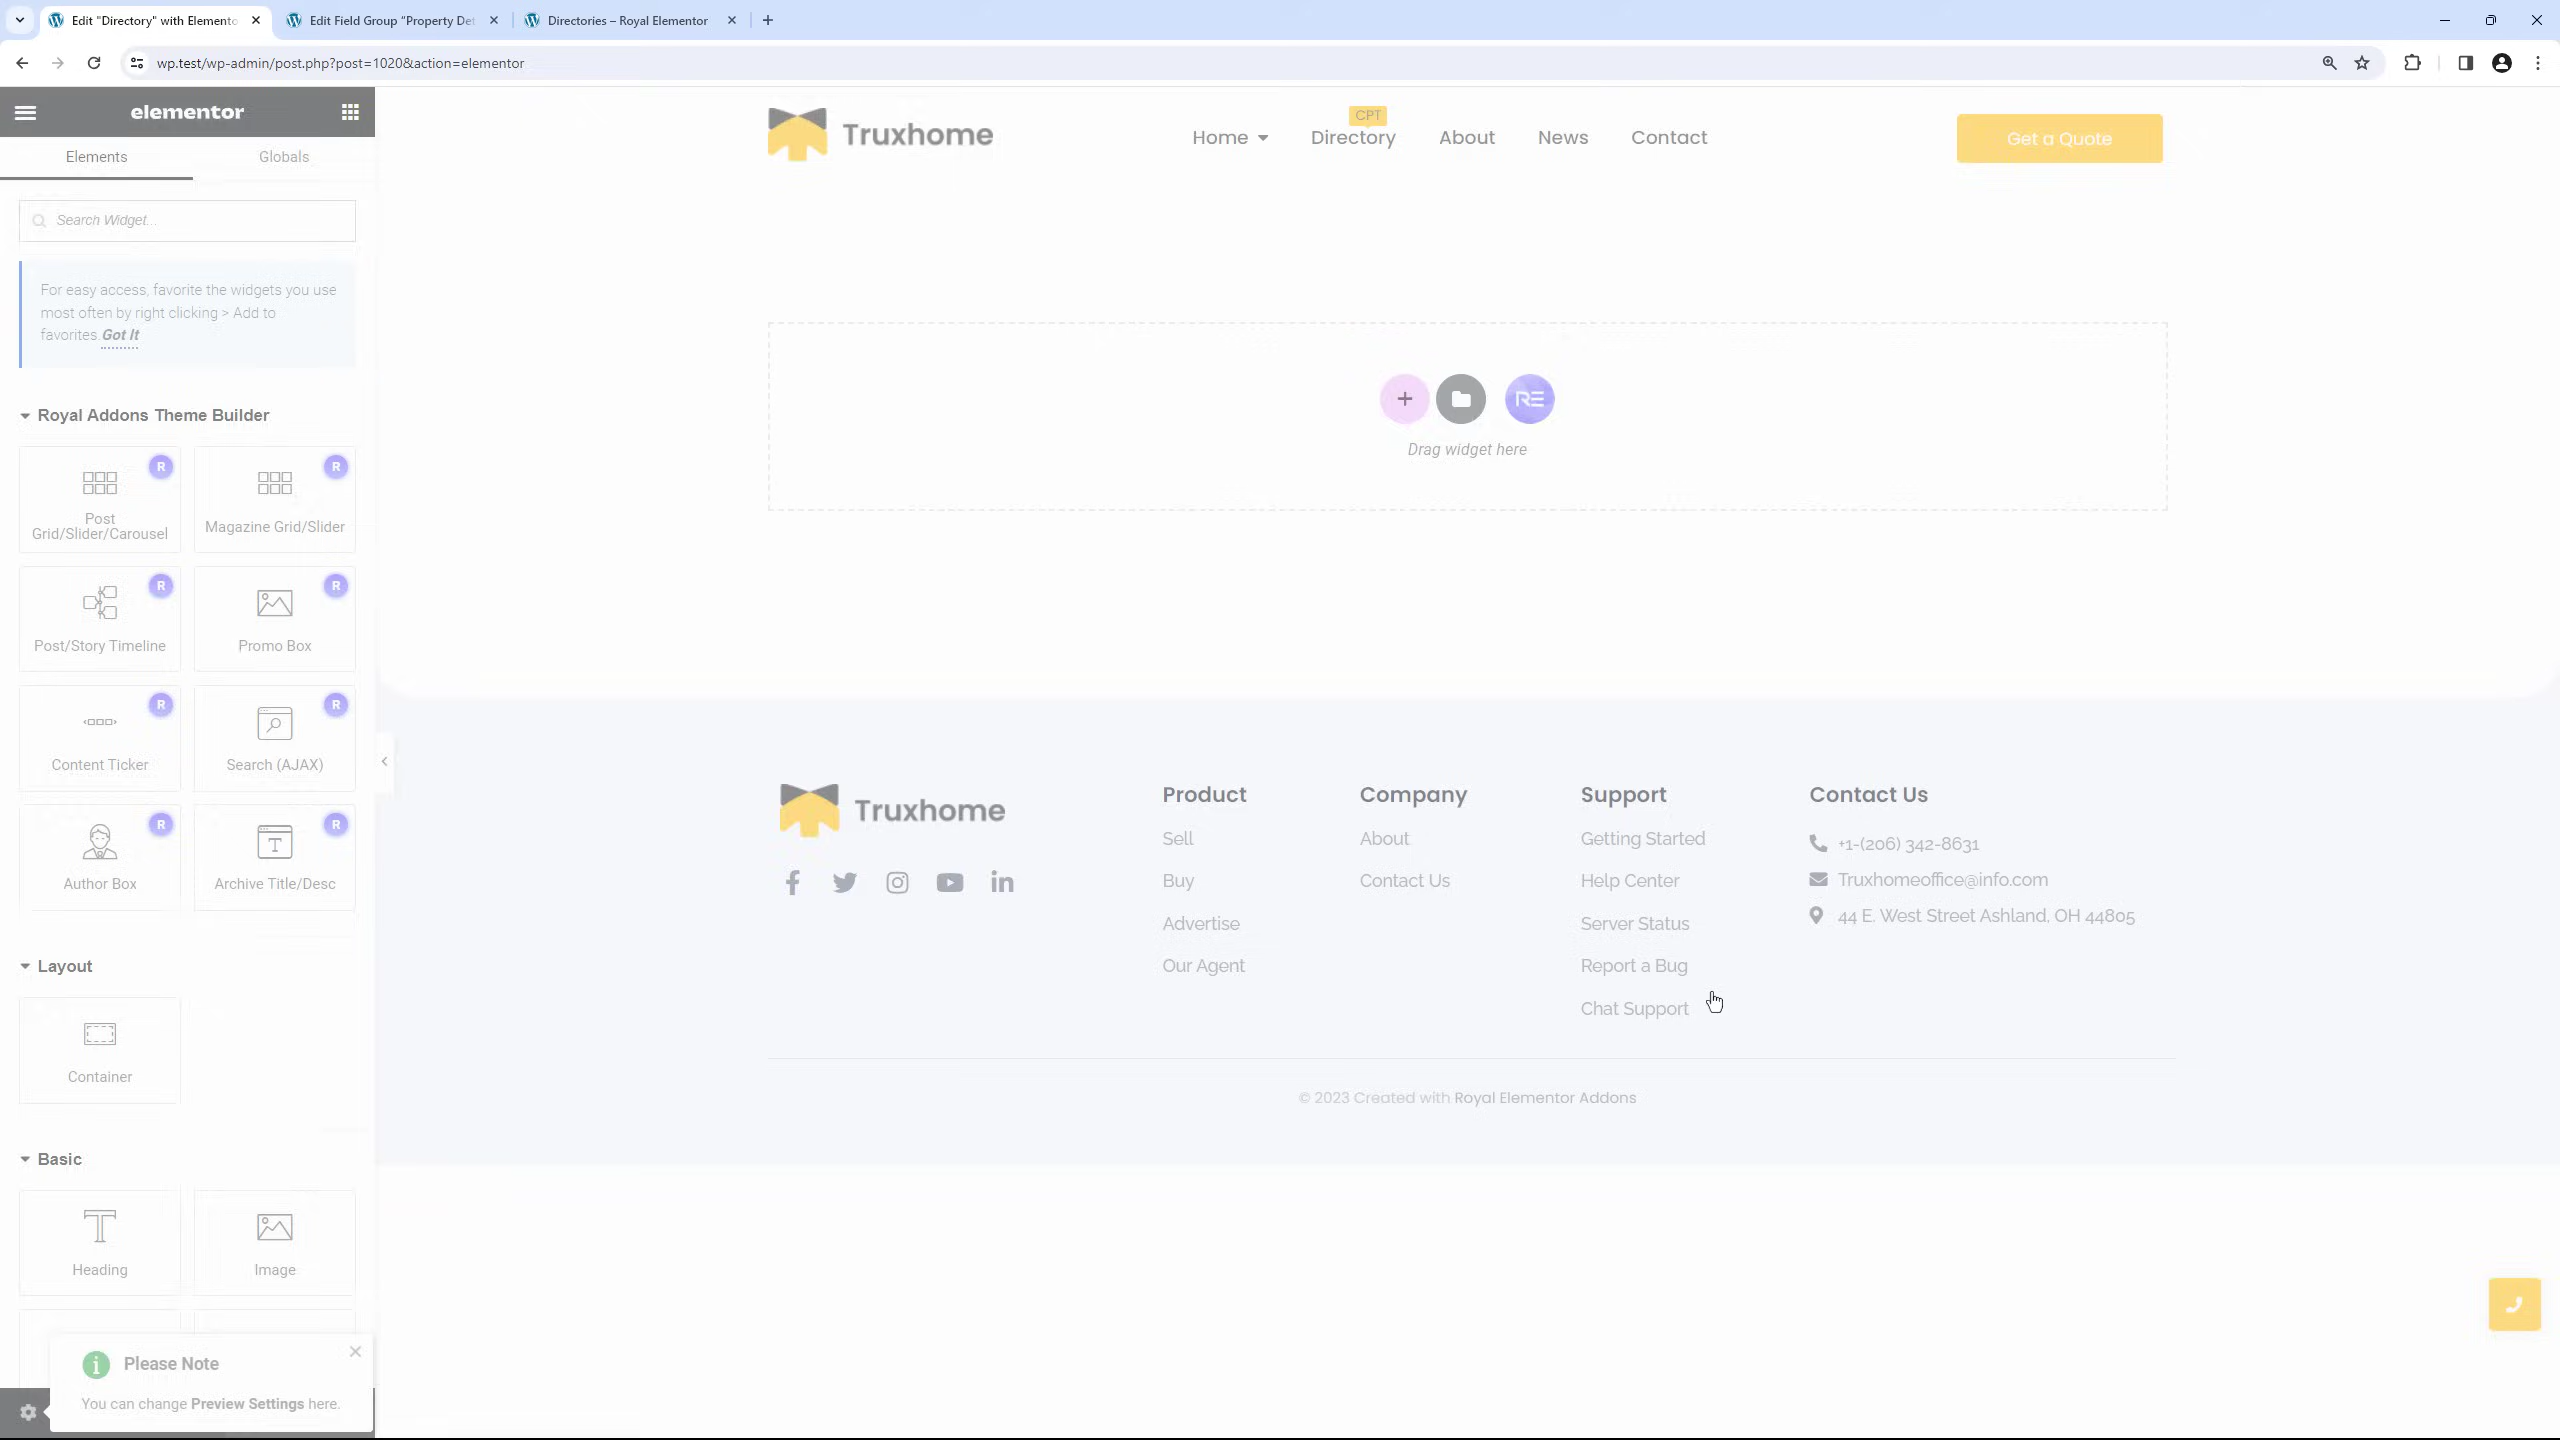 Edit "Directory" with Elemento
Edit Field Group “Property Det
Directories – Royal Elementor
wp.test/wp-admin/post.php?post=1020&action=elementor
elementor
Elements
Globals
Search Widget...
For easy access, favorite the widgets you use
most often by right clicking > Add to
favorites. Got It
Royal Addons Theme Builder
R
Post
Grid/Slider/Carousel
R
Magazine Grid/Slider
R
Post/Story Timeline
R
Promo Box
R
Content Ticker
R
Search (AJAX)
R
Author Box
R
Archive Title/Desc
Layout
Container
Basic
Heading
Image
Please Note
You can change Preview Settings here.
Truxhome
Home
CPT
Directory
About
News
Contact
Get a Quote
RE
Drag widget here
Truxhome
Product
Sell
Buy
Advertise
Our Agent
Company
About
Contact Us
Support
Getting Started
Help Center
Server Status
Report a Bug
Chat Support
Contact Us
+1-(206) 342-8631
Truxhomeoffice@info.com
44 E. West Street Ashland, OH 44805
© 2023 Created with Royal Elementor Addons